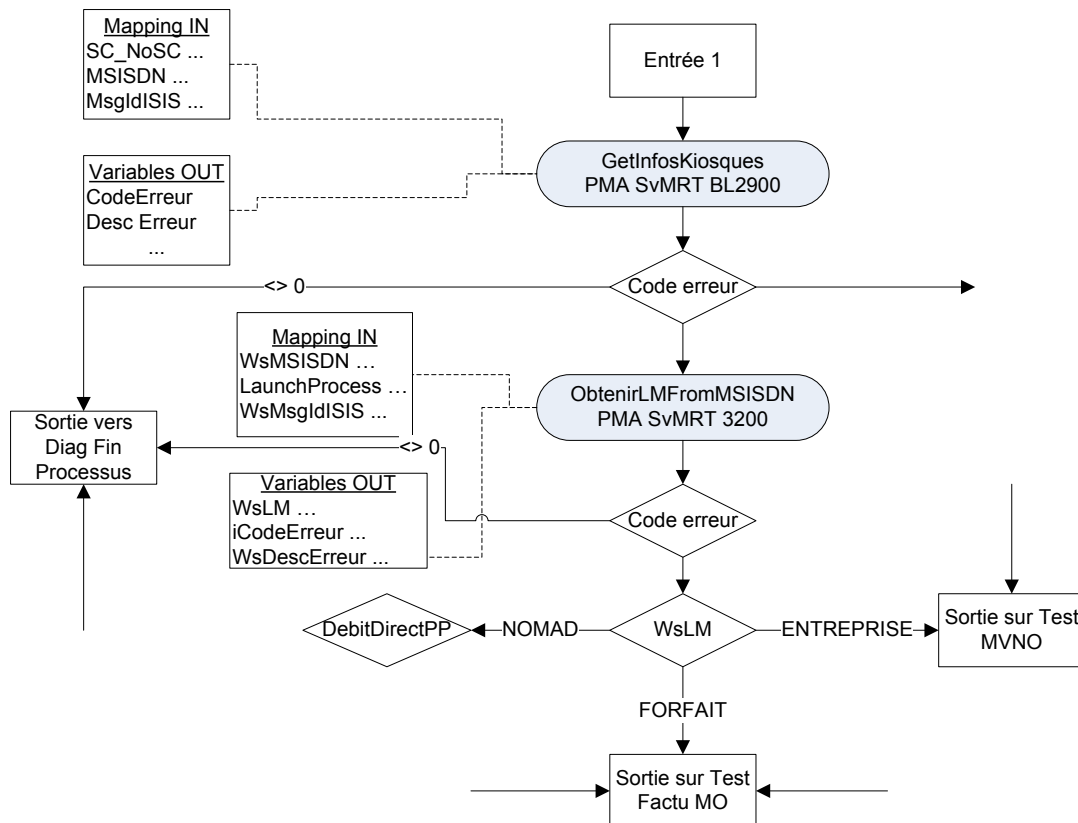 Mapping IN
SC_NoSC ...
MSISDN ...
MsgIdISIS ...
Entrée 1
GetInfosKiosques
PMA SvMRT BL2900
Variables OUT
CodeErreur
Desc Erreur
...
<> 0
Code erreur
Mapping IN
WsMSISDN ...
LaunchProcess ...
WsMsgIdISIS ...
ObtenirLMFromMSISDN
PMA SvMRT 3200
Sortie vers
Diag Fin
Processus
<> 0
Variables OUT
WsLM ...
iCodeErreur ...
WsDescErreur ...
Code erreur
DebitDirectPP
NOMAD
WsLM
ENTREPRISE
Sortie sur Test
MVNO
FORFAIT
Sortie sur Test
Factu MO